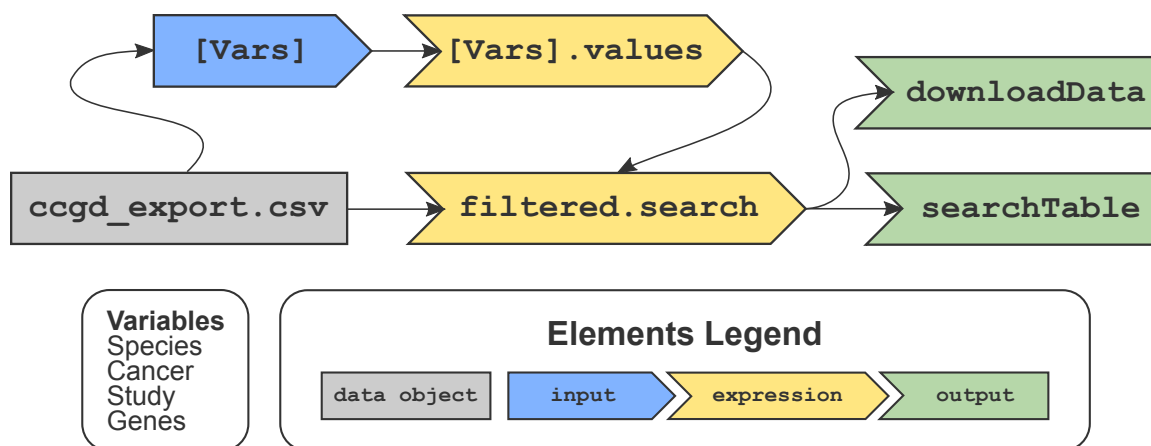 [Vars]
[Vars].values
downloadData
ccgd_export.csv
filtered.search
searchTable
Variables
Species
Cancer
Study
Genes
Elements Legend
data object
input
expression
output